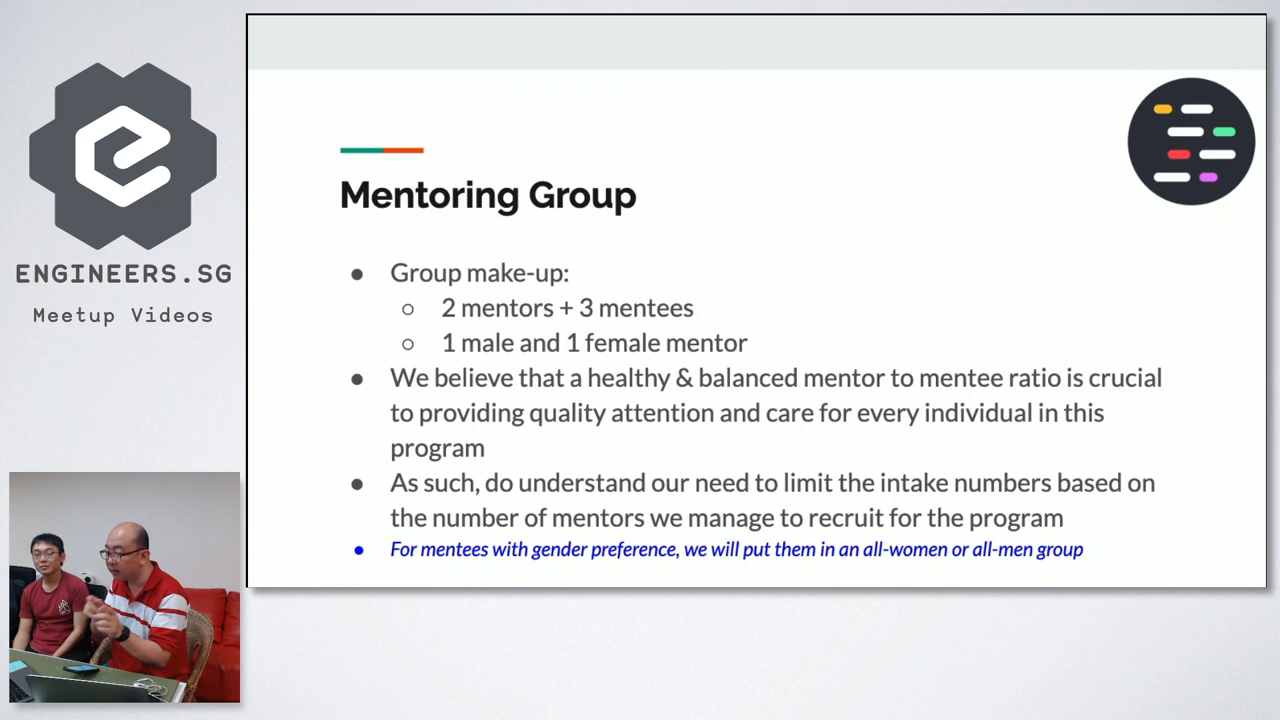 ENGINEERS.SG
Meetup Videos
Mentoring Group
● Group make-up:
○ 2 mentors + 3 mentees
○ 1 male and 1 female mentor
● We believe that a healthy & balanced mentor to mentee ratio is crucial
to providing quality attention and care for every individual in this
program
● As such, do understand our need to limit the intake numbers based on
the number of mentors we manage to recruit for the program
● For mentees with gender preference, we will put them in an all-women or all-men group